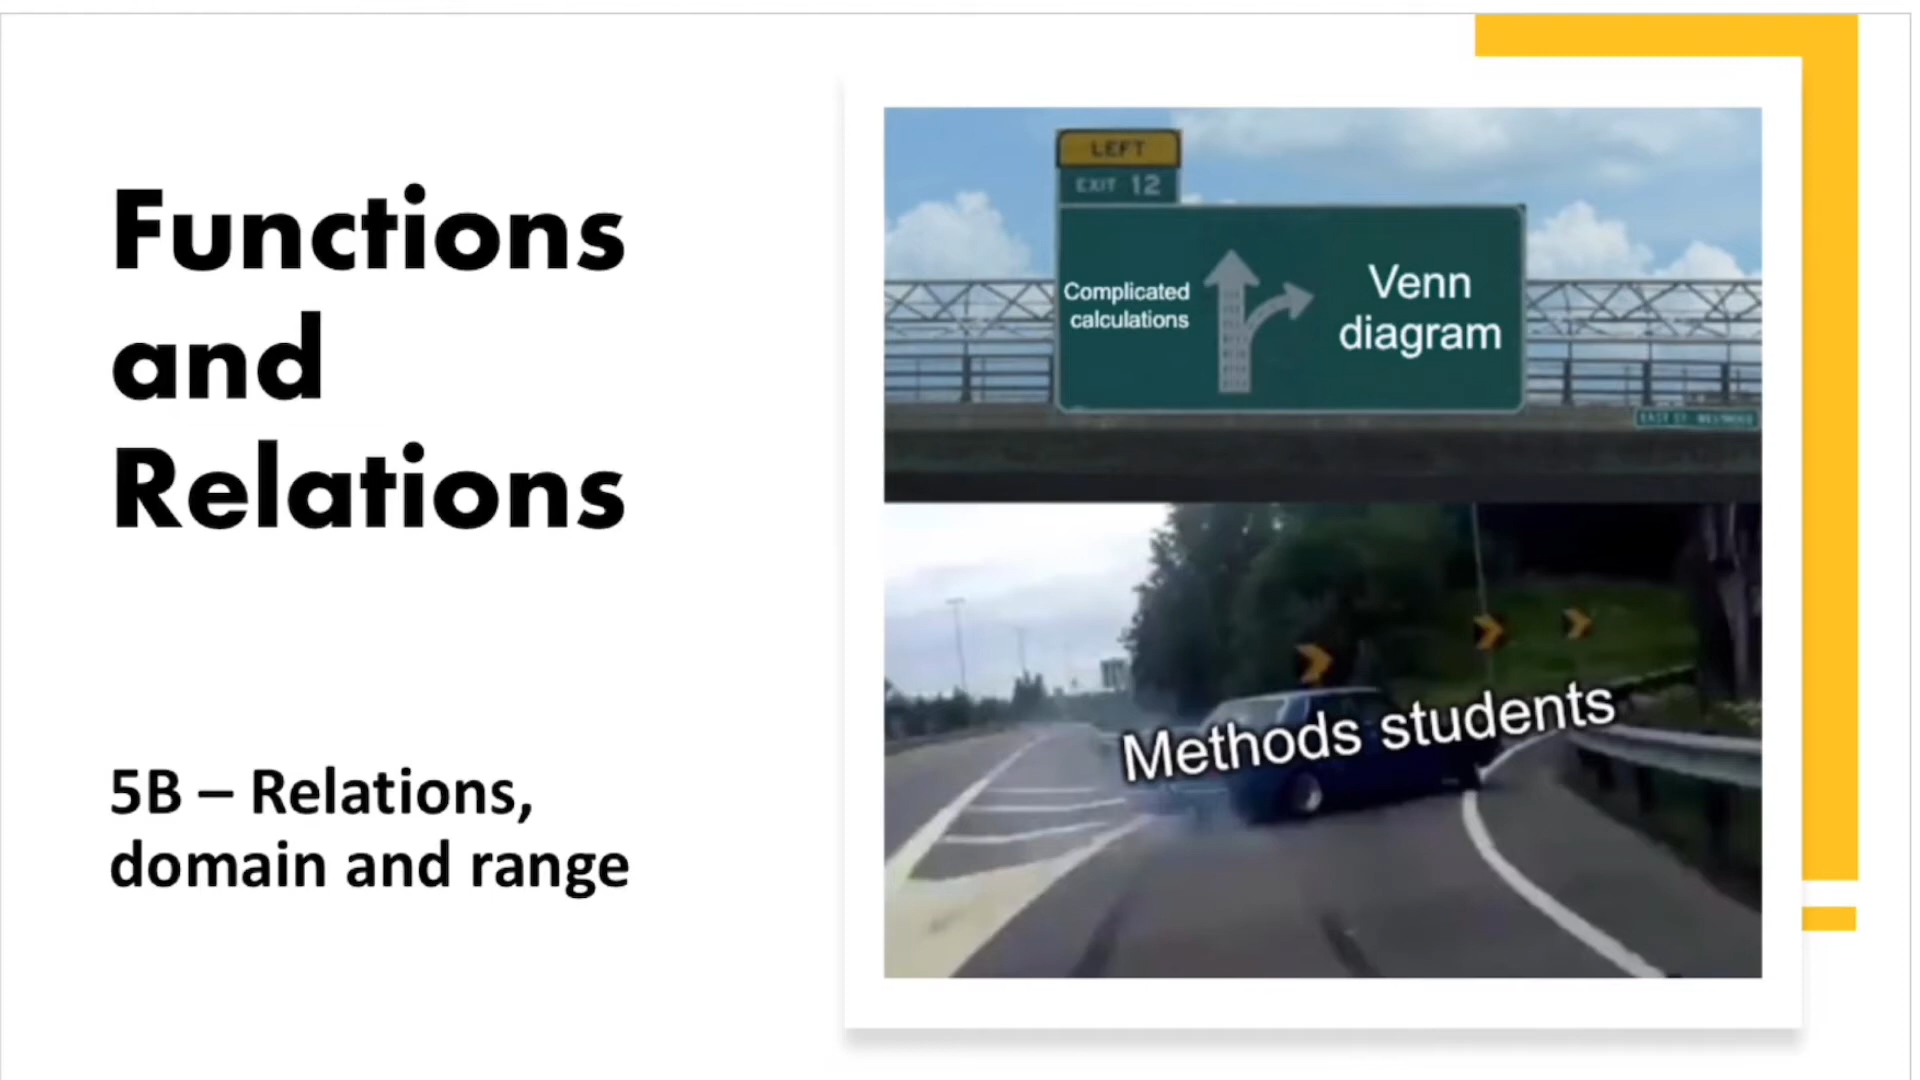 Functions
and
Relations
5B – Relations,
domain and range
LEFT
EXIT 12
Complicated
calculations
Venn
diagram
Methods students